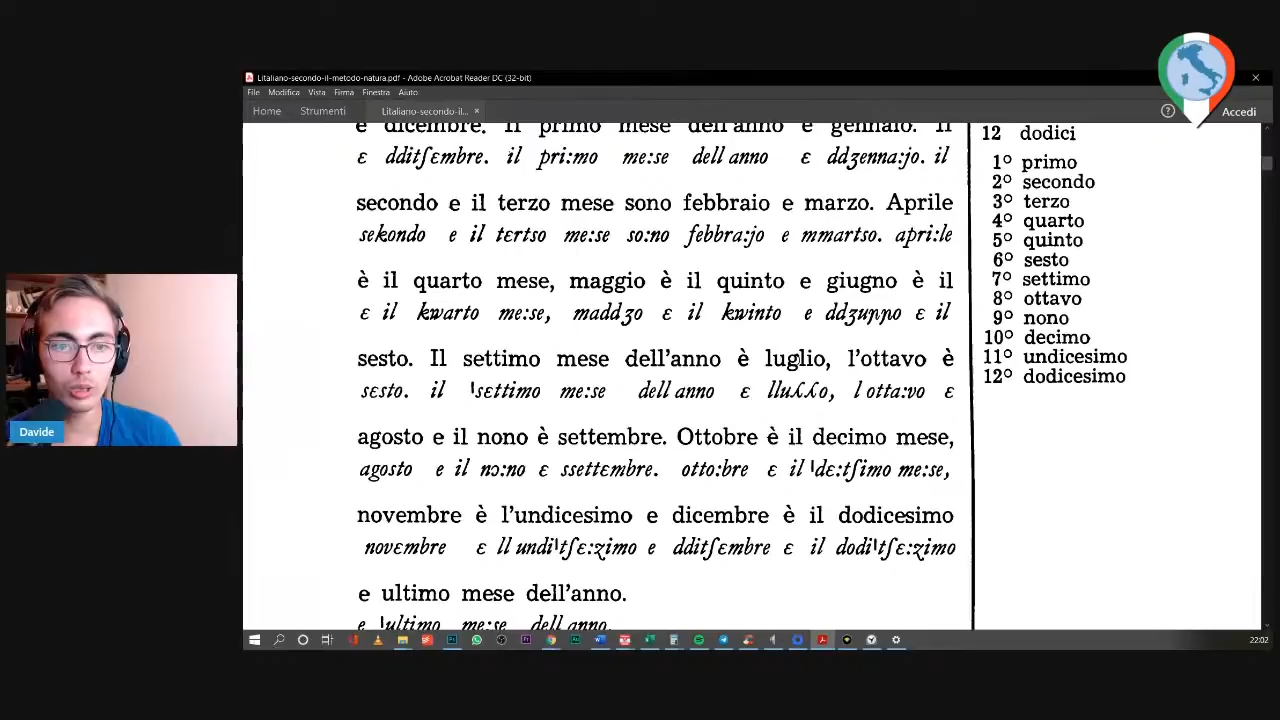 Litaliano-secondo-il-metodo-natura.pdf - Adobe Acrobat Reader DC (32-bit)
File Modifica Vista Firma Finestra Aiuto
Home Strumenti Litaliano-secondo-il... Accedi
e dicembre. Il primo mese dell'anno è gennaio. Il
ɛ dditʃɛmbre. il pri:mo me:se dell anno ɛ ddʒenna:jo. il
secondo e il terzo mese sono febbraio e marzo. Aprile
sekondo e il tɛrtso me:se so:no febbra:jo e mmartso. apri:le
è il quarto mese, maggio è il quinto e giugno è il
ɛ il kwarto me:se, maddʒo ɛ il kwinto e ddʒuɲɲo ɛ il
sesto. Il settimo mese dell'anno è luglio, l'ottavo è
sɛsto. il ˈsɛttimo me:se dell anno ɛ lluʎʎo, l otta:vo ɛ
agosto e il nono è settembre. Ottobre è il decimo mese,
agosto e il nɔ:no ɛ ssettɛmbre. otto:bre ɛ il ˈdɛ:tʃimo me:se,
novembre è l'undicesimo e dicembre è il dodicesimo
novɛmbre ɛ ll undiˈtʃɛ:zimo e dditʃɛmbre ɛ il dodiˈtʃɛ:zimo
e ultimo mese dell'anno.
e ˈultimo me:se dell anno.
12 dodici
1° primo
2° secondo
3° terzo
4° quarto
5° quinto
6° sesto
7° settimo
8° ottavo
9° nono
10° decimo
11° undicesimo
12° dodicesimo
Davide
22:02